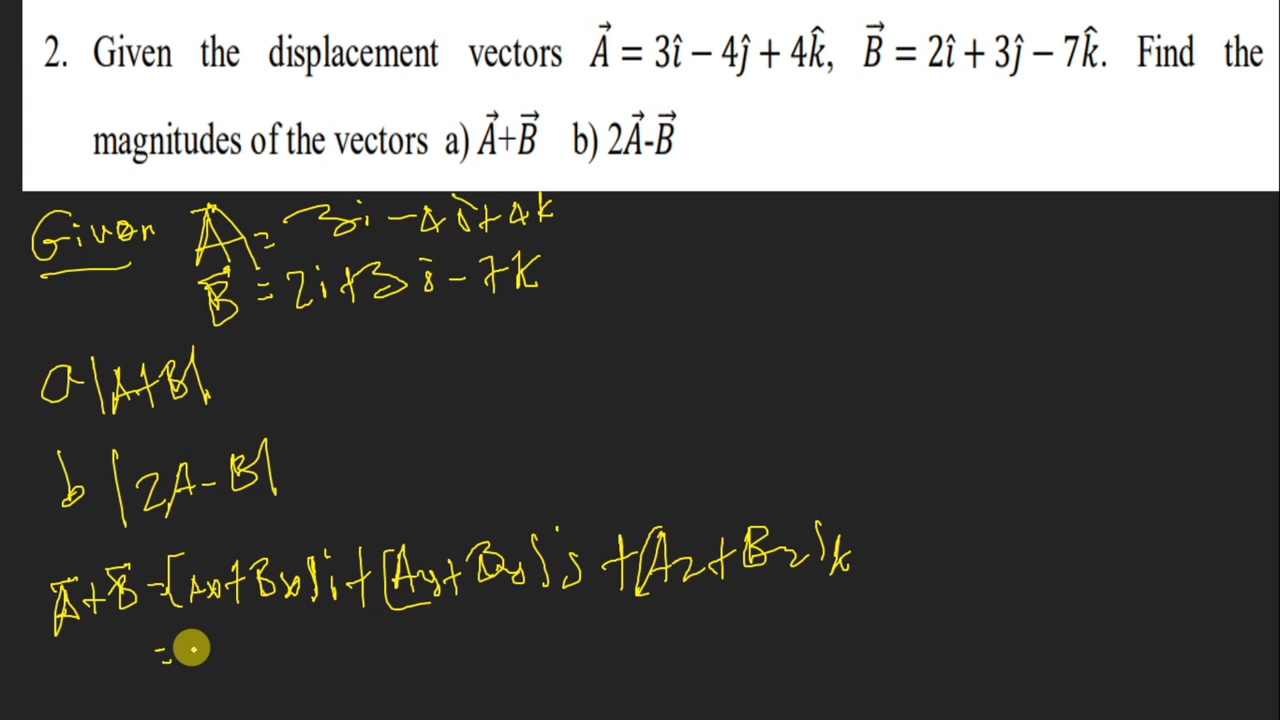 2. Given the displacement vectors A⃗ = 3î − 4ĵ + 4k̂, B⃗ = 2î + 3ĵ − 7k̂. Find the
magnitudes of the vectors a) A⃗+B⃗ b) 2A⃗-B⃗
Given A⃗ = 3i - 4j + 4k
B⃗ = 2i + 3j - 7k
a |A+B|
b |2A-B|
A⃗+B⃗ = [Ax+Bx]i + [Ay+By]j + [Az+Bz]k
=